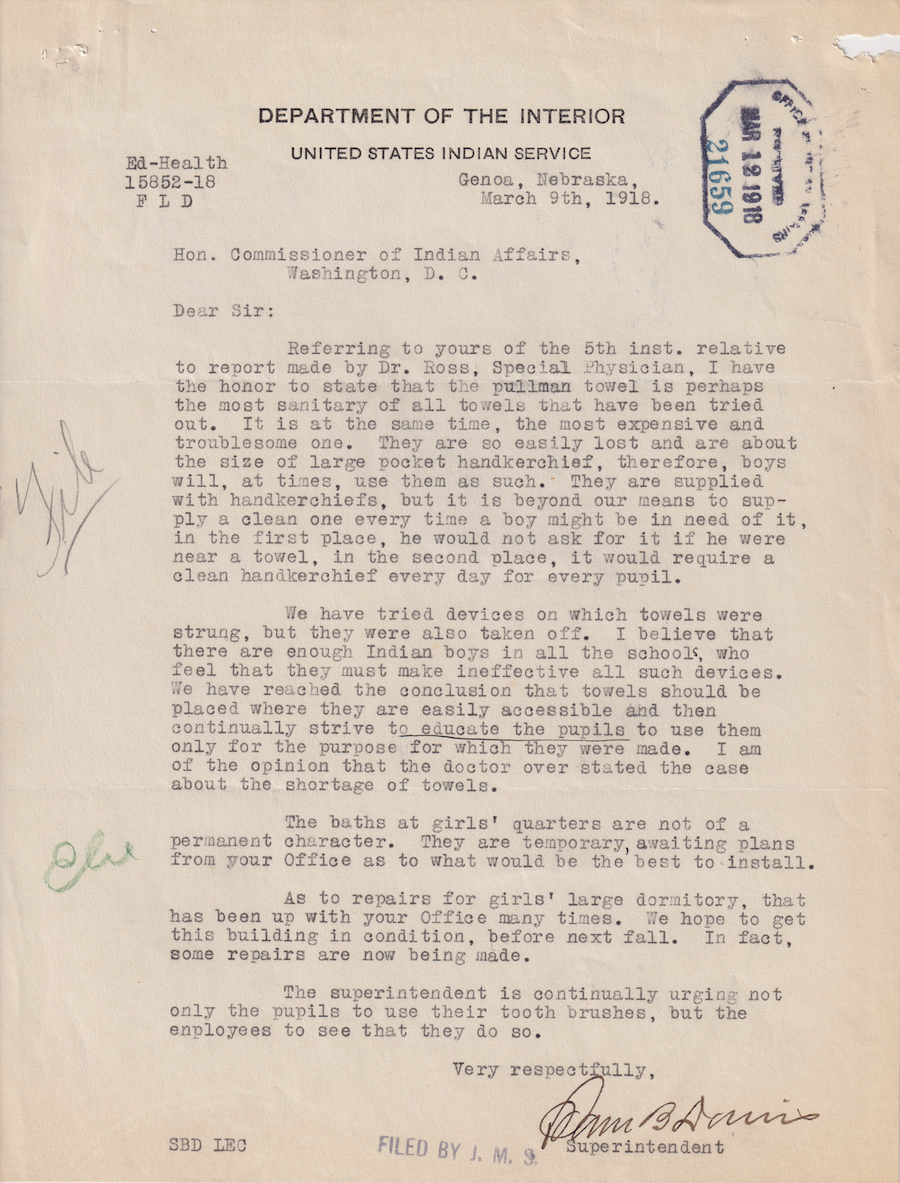 DEPARTMENT OF THE INTERIOR
UNITED STATES INDIAN SERVICE
Ed-Health
15852-18
F L D
Genoa, Nebraska,
March 9th, 1918.
OFFICE OF INDIAN AFFAIRS
RECEIVED
MAR 12 1918
21659
Hon. Commissioner of Indian Affairs,
Washington, D. C.
Dear Sir:
Referring to yours of the 5th inst. relative
to report made by Dr. Ross, Special Physician, I have
the honor to state that the pullman towel is perhaps
the most sanitary of all towels that have been tried
out. It is at the same time, the most expensive and
troublesome one. They are so easily lost and are about
the size of large pocket handkerchief, therefore, boys
will, at times, use them as such. They are supplied
with handkerchiefs, but it is beyond our means to sup-
ply a clean one every time a boy might be in need of it,
in the first place, he would not ask for it if he were
near a towel, in the second place, it would require a
clean handkerchief every day for every pupil.
We have tried devices on which towels were
strung, but they were also taken off. I believe that
there are enough Indian boys in all the schools, who
feel that they must make ineffective all such devices.
We have reached the conclusion that towels should be
placed where they are easily accessible and then
continually strive to educate the pupils to use them
only for the purpose for which they were made. I am
of the opinion that the doctor over stated the case
about the shortage of towels.
The baths at girls' quarters are not of a
permanent character. They are temporary, awaiting plans
from your Office as to what would be the best to install.
As to repairs for girls' large dormitory, that
has been up with your Office many times. We hope to get
this building in condition, before next fall. In fact,
some repairs are now being made.
The superintendent is continually urging not
only the pupils to use their tooth brushes, but the
enployees to see that they do so.
Very respectfully,
Sam B Davis
Superintendent
SBD LEC
FILED BY J. M. S.